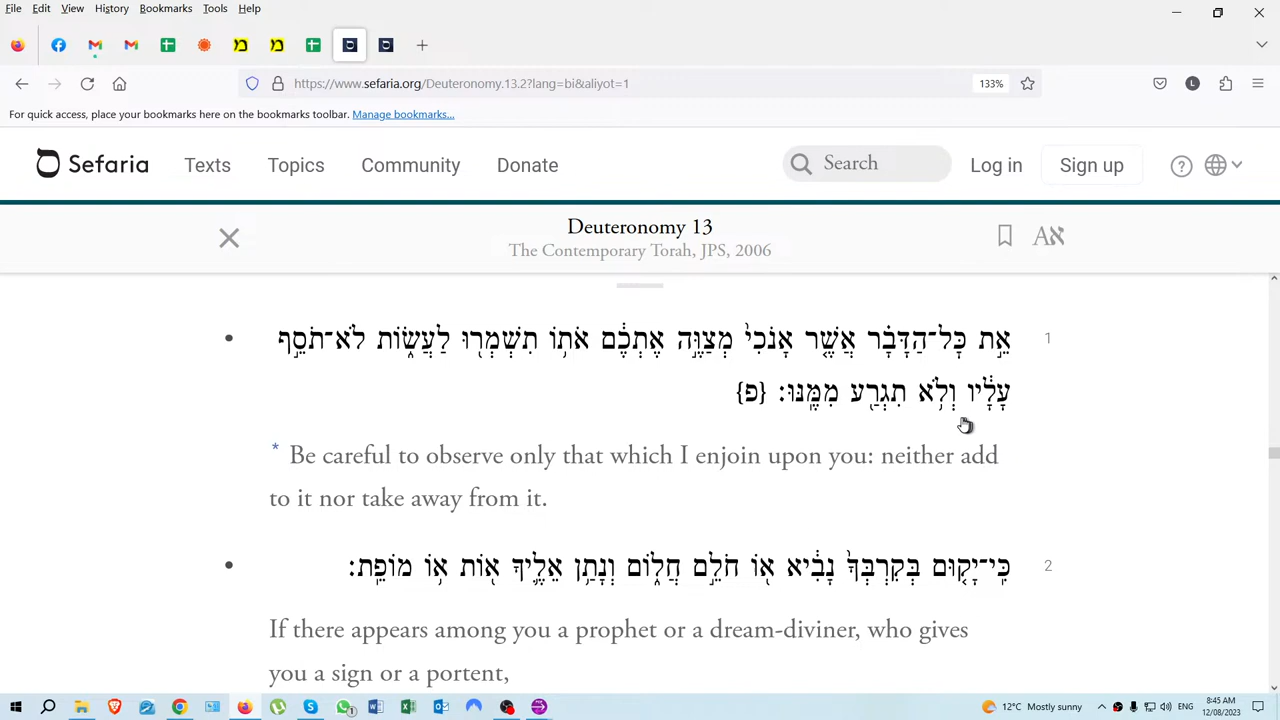 File Edit View History Bookmarks Tools Help
https://www.sefaria.org/Deuteronomy.13.2?lang=bi&aliyot=1 133% L
For quick access, place your bookmarks here on the bookmarks toolbar. Manage bookmarks...
Sefaria Texts Topics Community Donate Search Log in Sign up
Deuteronomy 13
The Contemporary Torah, JPS, 2006
אֵ֣ת כׇּל־הַדָּבָ֗ר אֲשֶׁ֤ר אָנֹכִי֙ מְצַוֶּ֣ה אֶתְכֶ֔ם אֹת֥וֹ תִשְׁמְר֖וּ לַעֲשׂ֑וֹת לֹא־תֹסֵ֣ף 1
עָלָ֔יו וְלֹ֥א תִגְרַ֖ע מִמֶּֽנּוּ׃ {פ}
* Be careful to observe only that which I enjoin upon you: neither add
to it nor take away from it.
כִּֽי־יָק֤וּם בְּקִרְבְּךָ֙ נָבִ֔יא א֖וֹ חֹלֵ֣ם חֲל֑וֹם וְנָתַ֥ן אֵלֶ֛יךָ א֖וֹת א֥וֹ מוֹפֵֽת׃ 2
If there appears among you a prophet or a dream-diviner, who gives
you a sign or a portent,
12°C Mostly sunny ENG 8:45 AM
12/08/2023